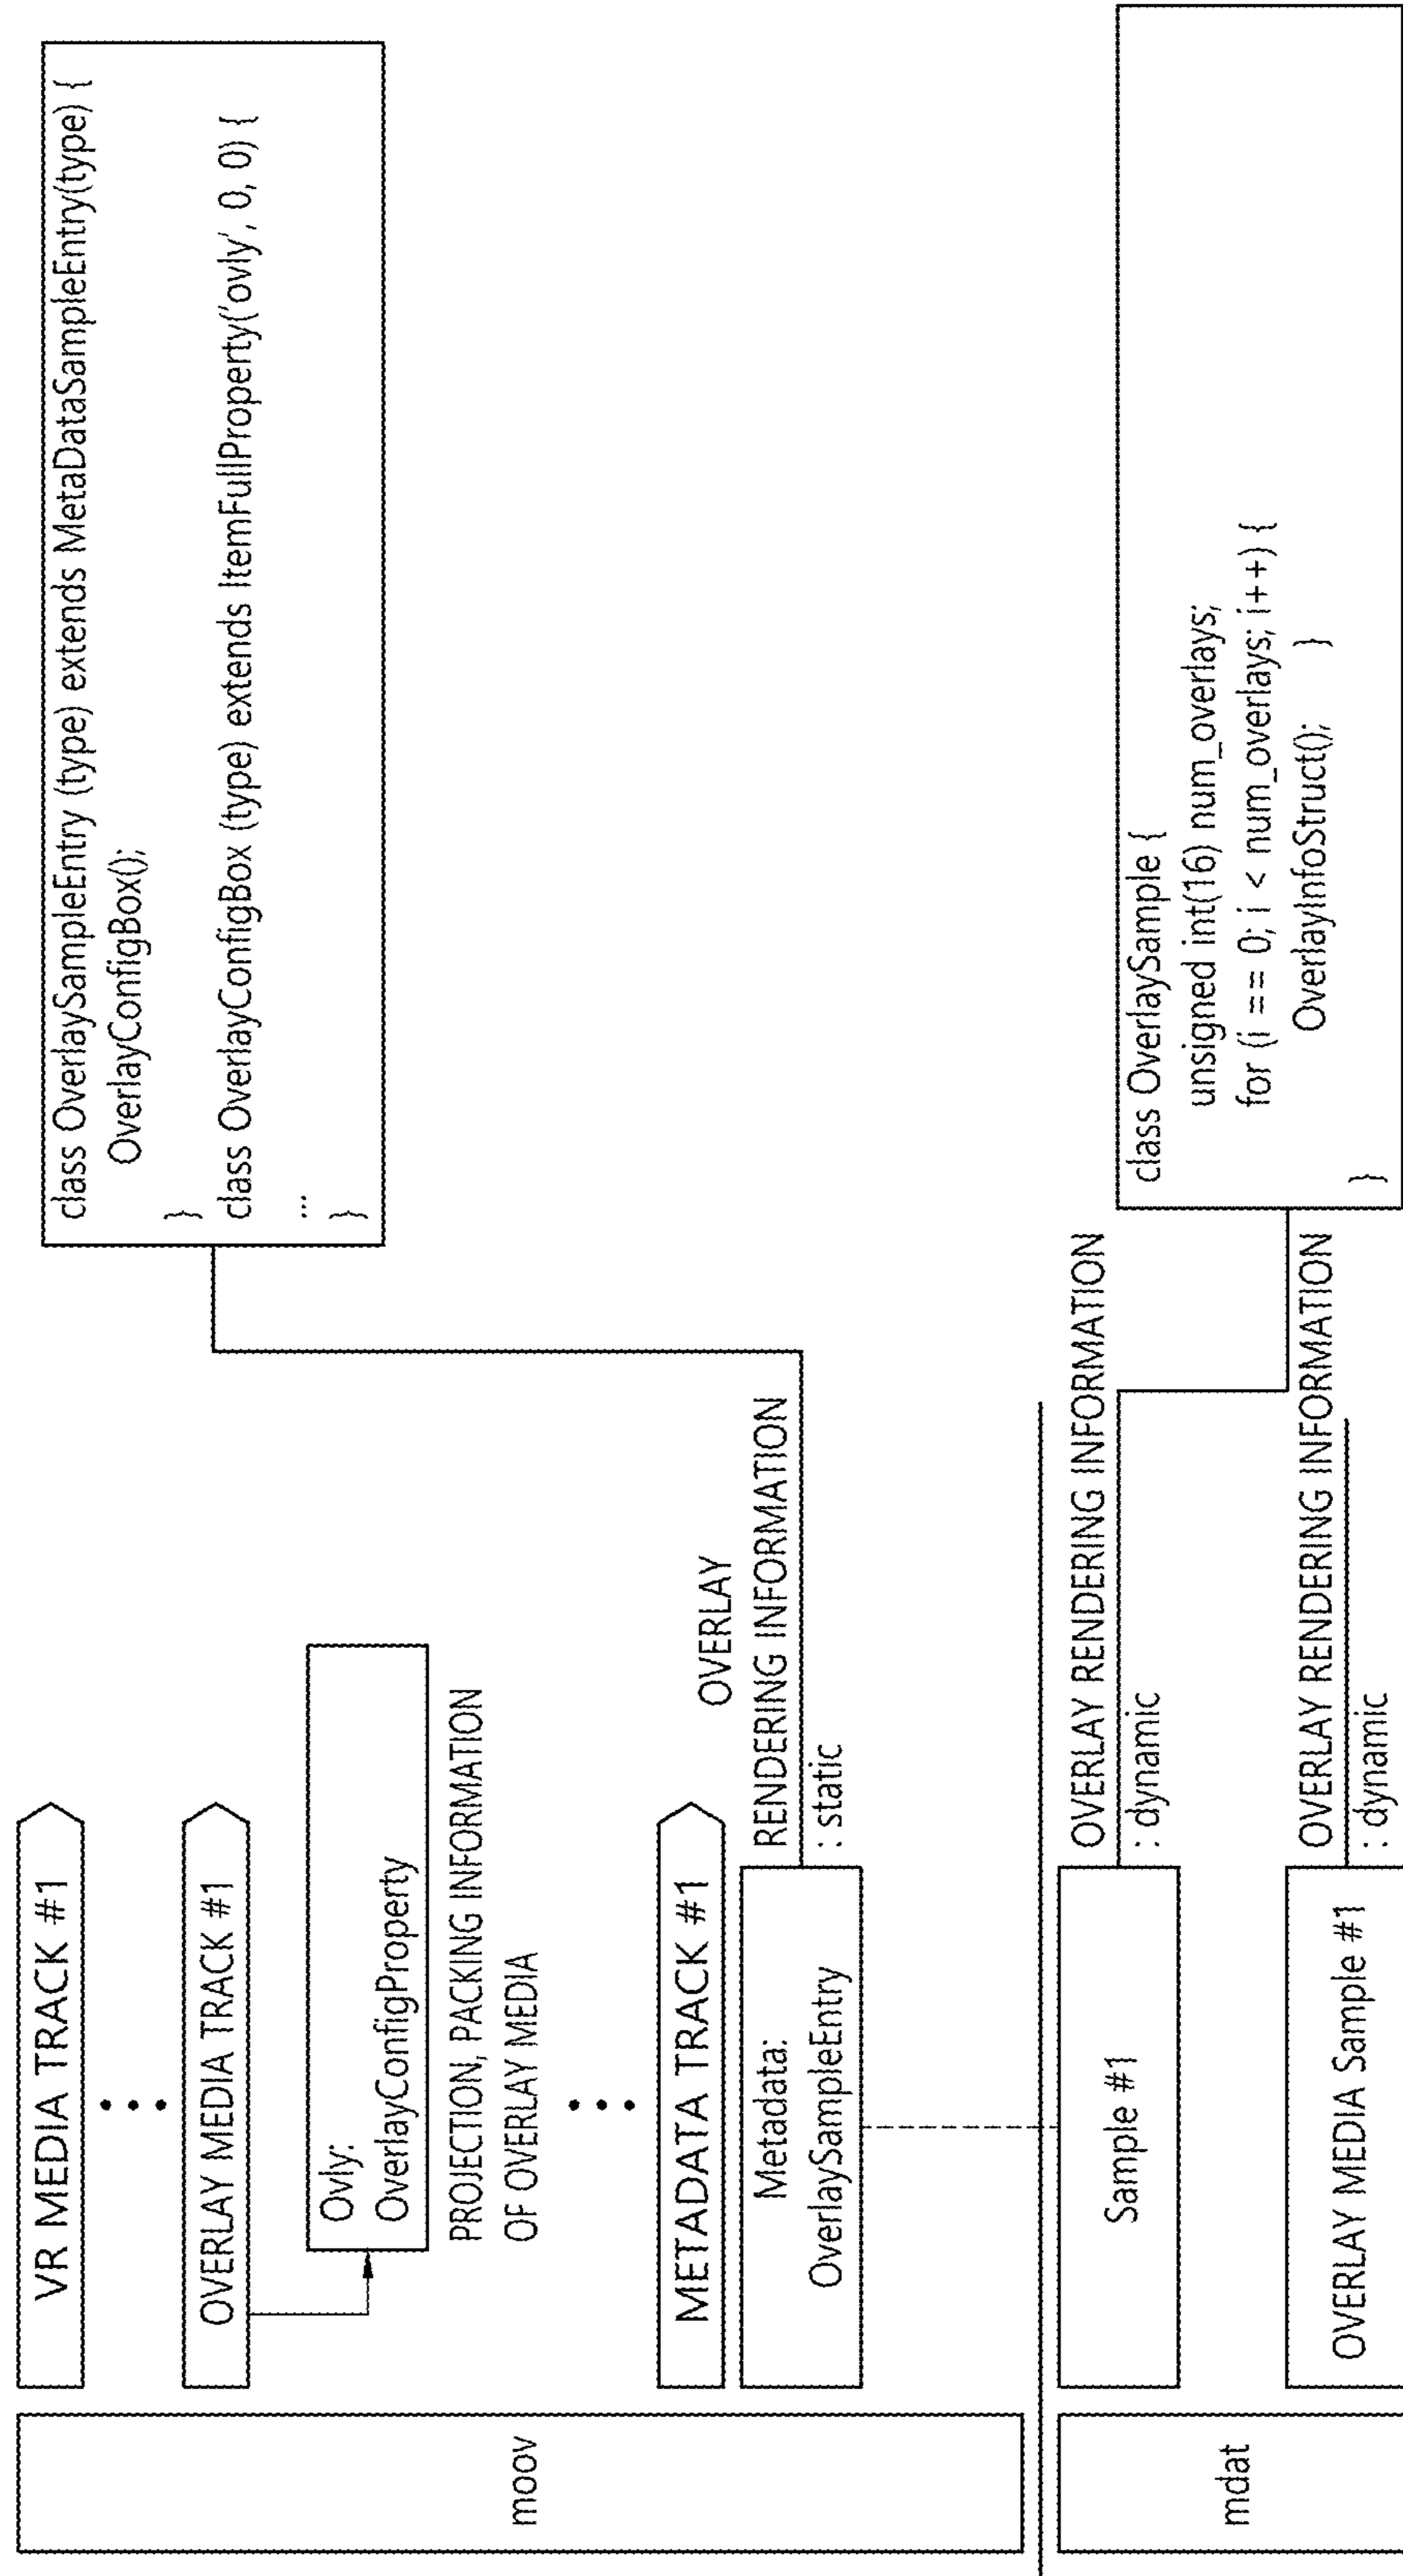 moov
VR MEDIA TRACK #1
OVERLAY MEDIA TRACK #1
Ovly:
OverlayConfigProperty
PROJECTION, PACKING INFORMATION
OF OVERLAY MEDIA
METADATA TRACK #1
Metadata:
OverlaySampleEntry
OVERLAY
RENDERING INFORMATION
: static
class OverlaySampleEntry (type) extends MetaDataSampleEntry(type) {
OverlayConfigBox();
}
class OverlayConfigBox (type) extends ItemFullProperty('ovly', 0, 0) {
...
}
mdat
Sample #1
OVERLAY RENDERING INFORMATION
: dynamic
OVERLAY MEDIA Sample #1
OVERLAY RENDERING INFORMATION
: dynamic
class OverlaySample {
unsigned int(16) num_overlays;
for (i == 0; i < num_overlays; i++) {
OverlayInfoStruct(); }
}